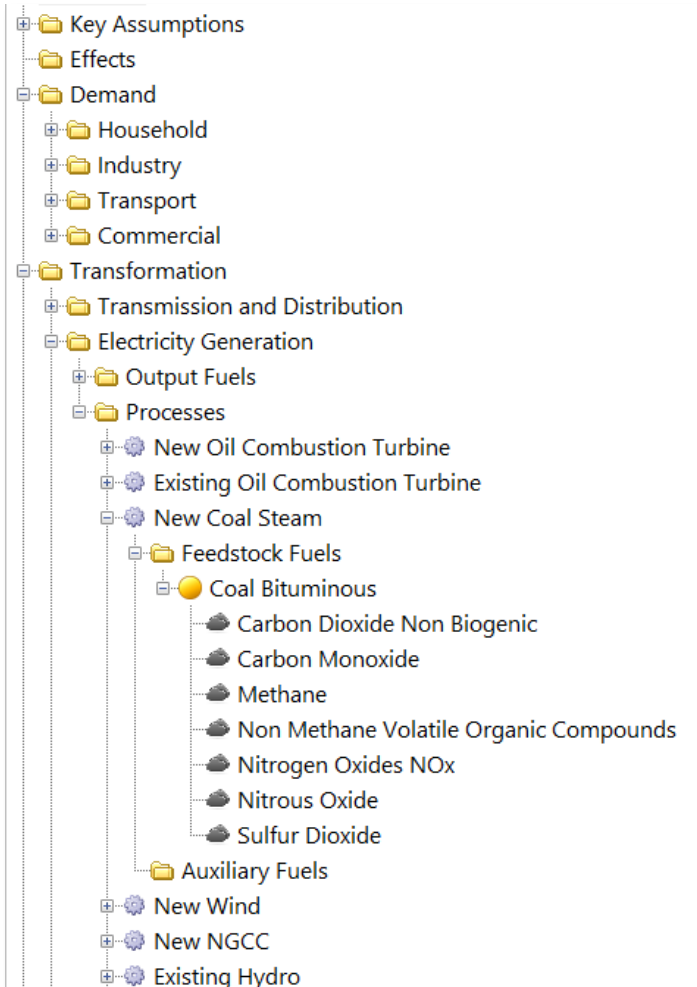 Key Assumptions
Effects
Demand
Household
Industry
Transport
Commercial
Transformation
Transmission and Distribution
Electricity Generation
Output Fuels
Processes
New Oil Combustion Turbine
Existing Oil Combustion Turbine
New Coal Steam
Feedstock Fuels
Coal Bituminous
Carbon Dioxide Non Biogenic
Carbon Monoxide
Methane
Non Methane Volatile Organic Compounds
Nitrogen Oxides NOx
Nitrous Oxide
Sulfur Dioxide
Auxiliary Fuels
New Wind
New NGCC
Existing Hydro